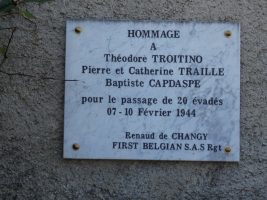 HOMMAGE
A
Théodore TROITINO
Pierre et Catherine TRAILLE
Baptiste CAPDASPE
pour le passage de 20 évadés
07-10 Février 1944
Renaud de CHANGY
FIRST BELGIAN S.A.S Rgt